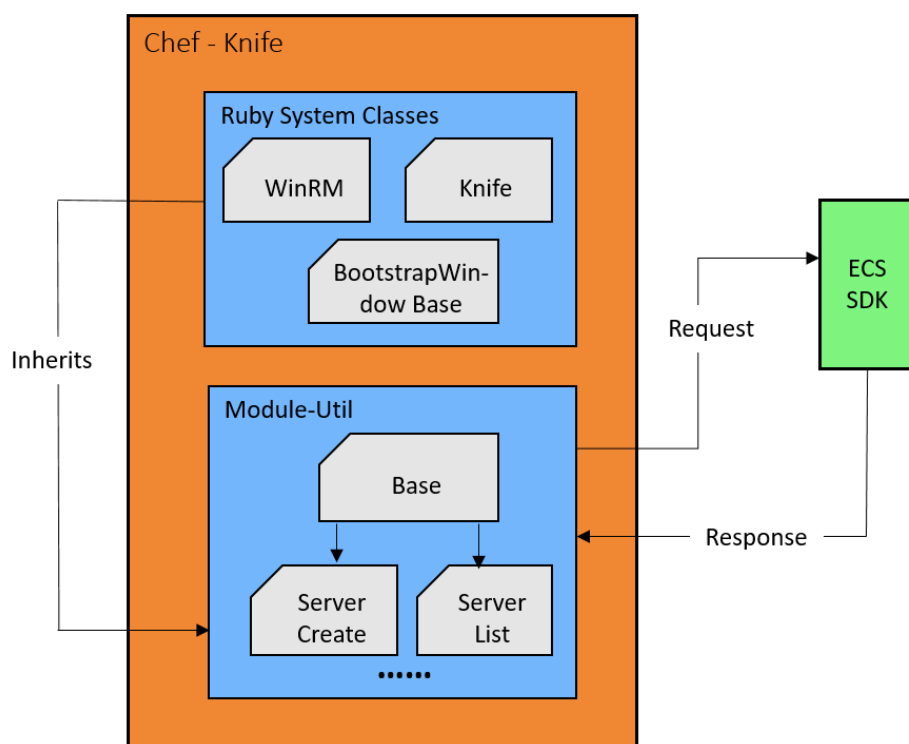 Chef - Knife
Ruby System Classes
WinRM
Knife
BootstrapWin-
dow Base
ECS
SDK
Request
Inherits
Module-Util
Base
Response
Server
Create
Server
List
......